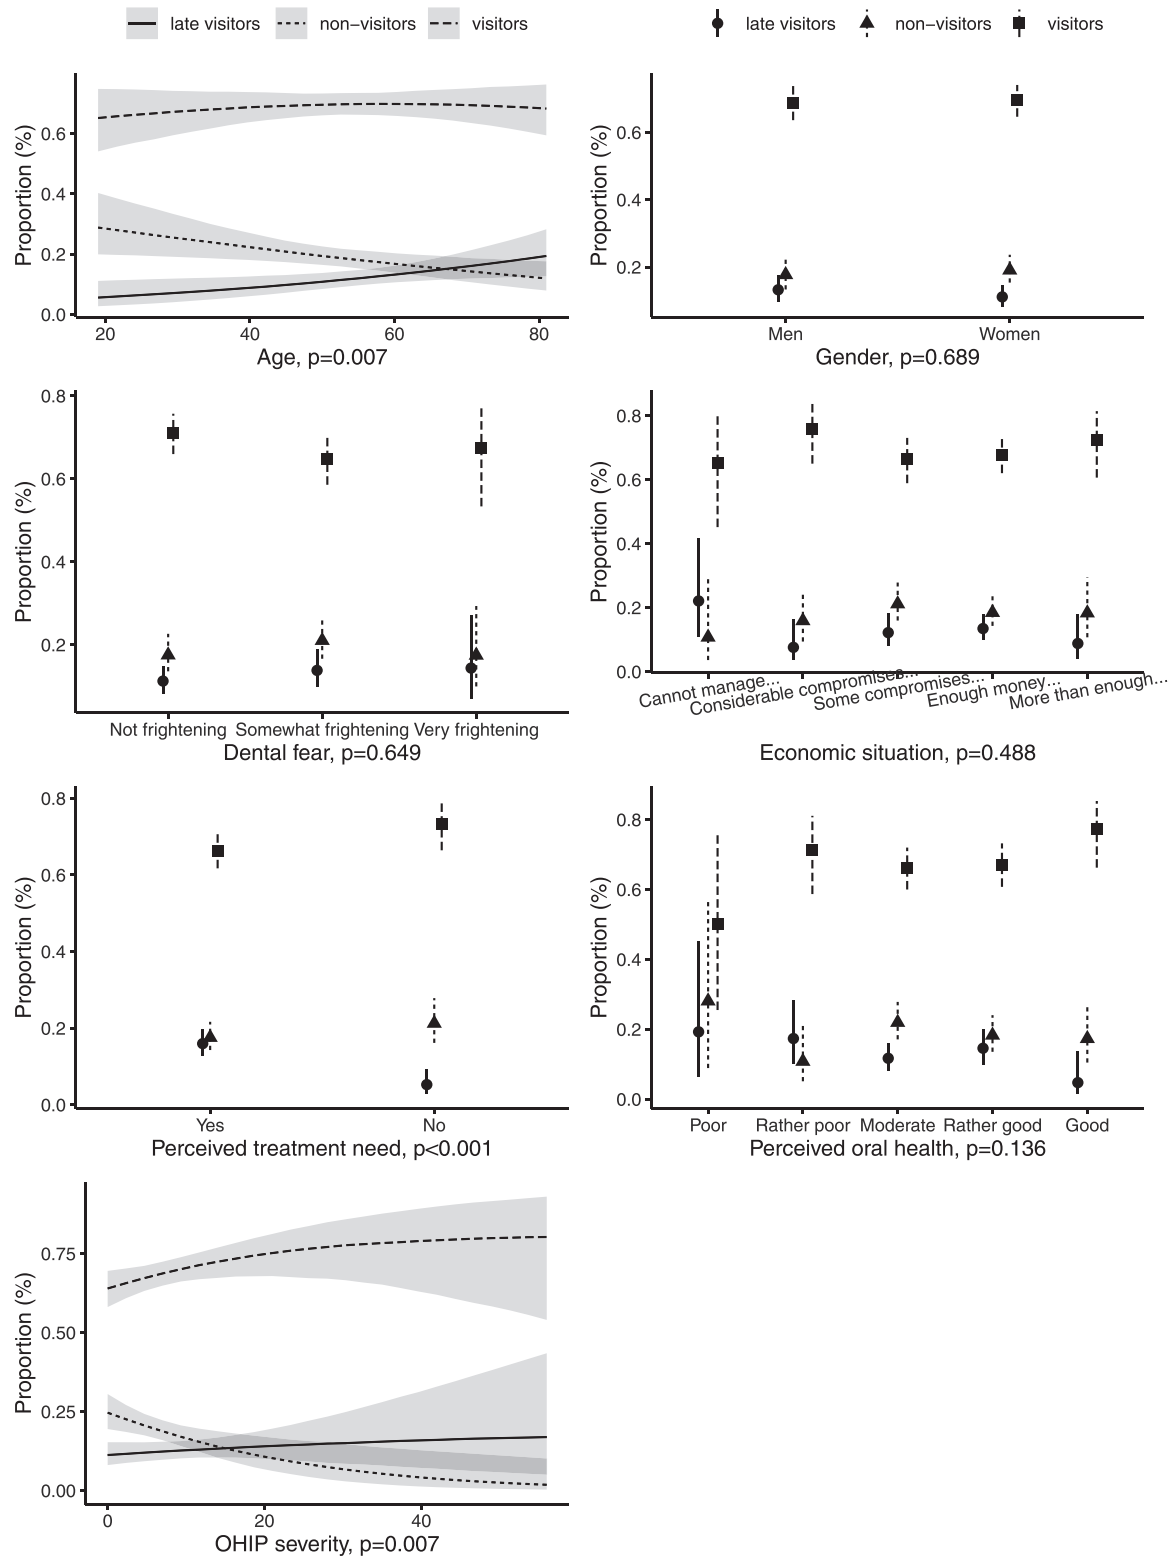 late visitors non−visitors visitors
late visitors non−visitors visitors
Proportion (%)
0.6
0.4
0.2
0.0
20 40 60 80
Age, p=0.007
Proportion (%)
0.6
0.4
0.2
Men Women
Gender, p=0.689
Proportion (%)
0.8
0.6
0.4
0.2
Not frightening Somewhat frightening Very frightening
Dental fear, p=0.649
Proportion (%)
0.8
0.6
0.4
0.2
0.0
Cannot manage... Considerable compromises... Some compromises... Enough money... More than enough...
Economic situation, p=0.488
Proportion (%)
0.8
0.6
0.4
0.2
0.0
Yes No
Perceived treatment need, p<0.001
Proportion (%)
0.8
0.6
0.4
0.2
0.0
Poor Rather poor Moderate Rather good Good
Perceived oral health, p=0.136
Proportion (%)
0.75
0.50
0.25
0.00
0 20 40
OHIP severity, p=0.007